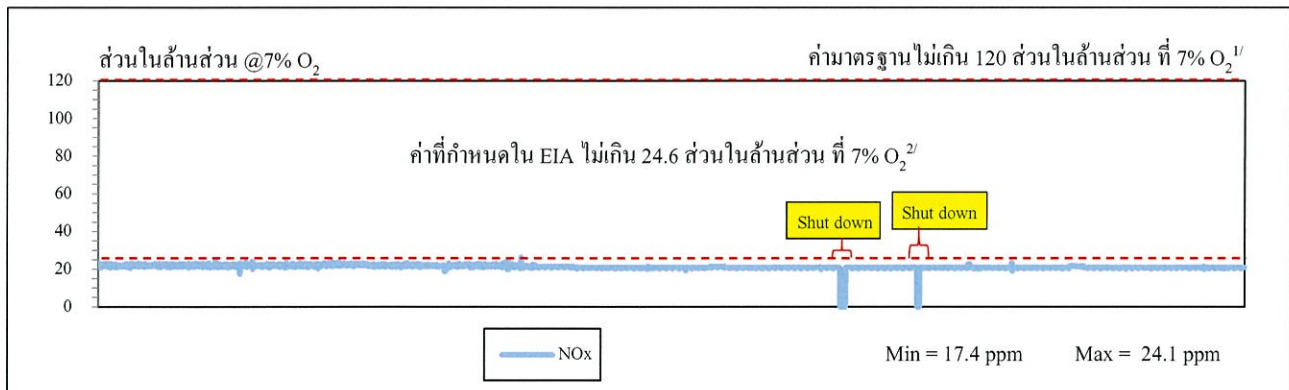 ส่วนในล้านส่วน @7% O₂
ค่ามาตรฐานไม่เกิน 120 ส่วนในล้านส่วน ที่ 7% O₂¹/
120
100
80
60
40
20
0
ค่าที่กำหนดใน EIA ไม่เกิน 24.6 ส่วนในล้านส่วน ที่ 7% O₂²/
Shut down
Shut down
NOx
Min = 17.4 ppm
Max = 24.1 ppm